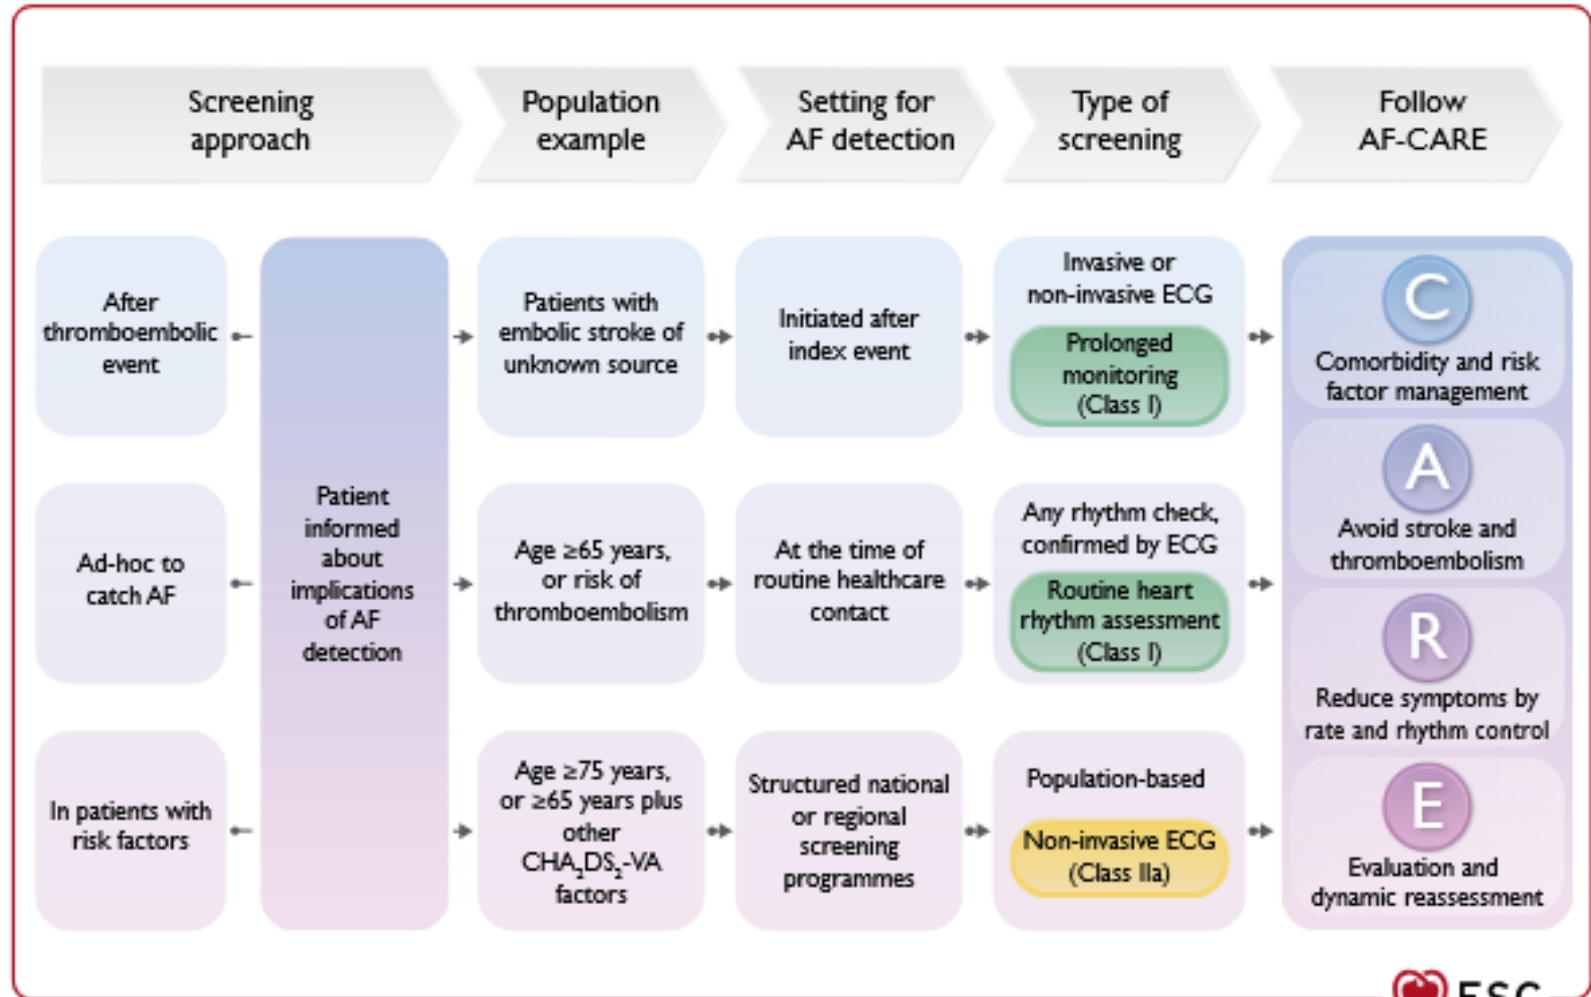 Screening
approach
Population
example
Setting for
AF detection
Type of
screening
Follow
AF-CARE
After
thromboembolic
event
Patient
informed
about
implications
of AF
detection
Patients with
embolic stroke of
unknown source
Initiated after
index event
Invasive or
non-invasive ECG
Prolonged
monitoring
(Class I)
Ad-hoc to
catch AF
Age ≥65 years,
or risk of
thromboembolism
At the time of
routine healthcare
contact
Any rhythm check,
confirmed by ECG
Routine heart
rhythm assessment
(Class I)
In patients with
risk factors
Age ≥75 years,
or ≥65 years plus
other
CHA₂DS₂-VA
factors
Structured national
or regional
screening
programmes
Population-based
Non-invasive ECG
(Class IIa)
C
Comorbidity and risk
factor management
A
Avoid stroke and
thromboembolism
R
Reduce symptoms by
rate and rhythm control
E
Evaluation and
dynamic reassessment
ESC